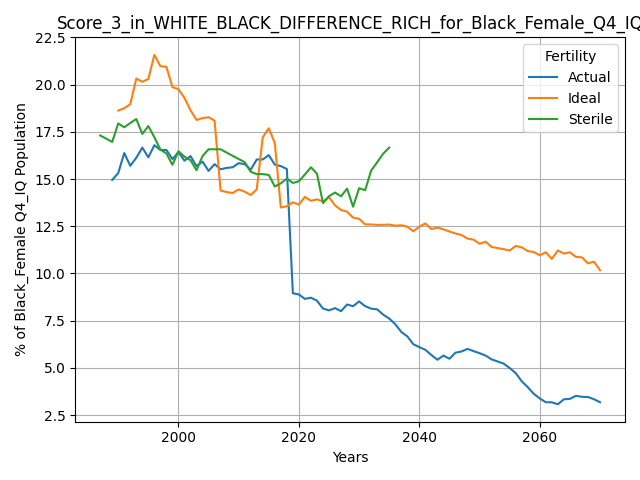 Score_3_in_WHITE_BLACK_DIFFERENCE_RICH_for_Black_Female_Q4_IQ
Fertility
Actual
Ideal
Sterile
% of Black_Female Q4_IQ Population
22.5
20.0
17.5
15.0
12.5
10.0
7.5
5.0
2.5
2000
2020
2040
2060
Years